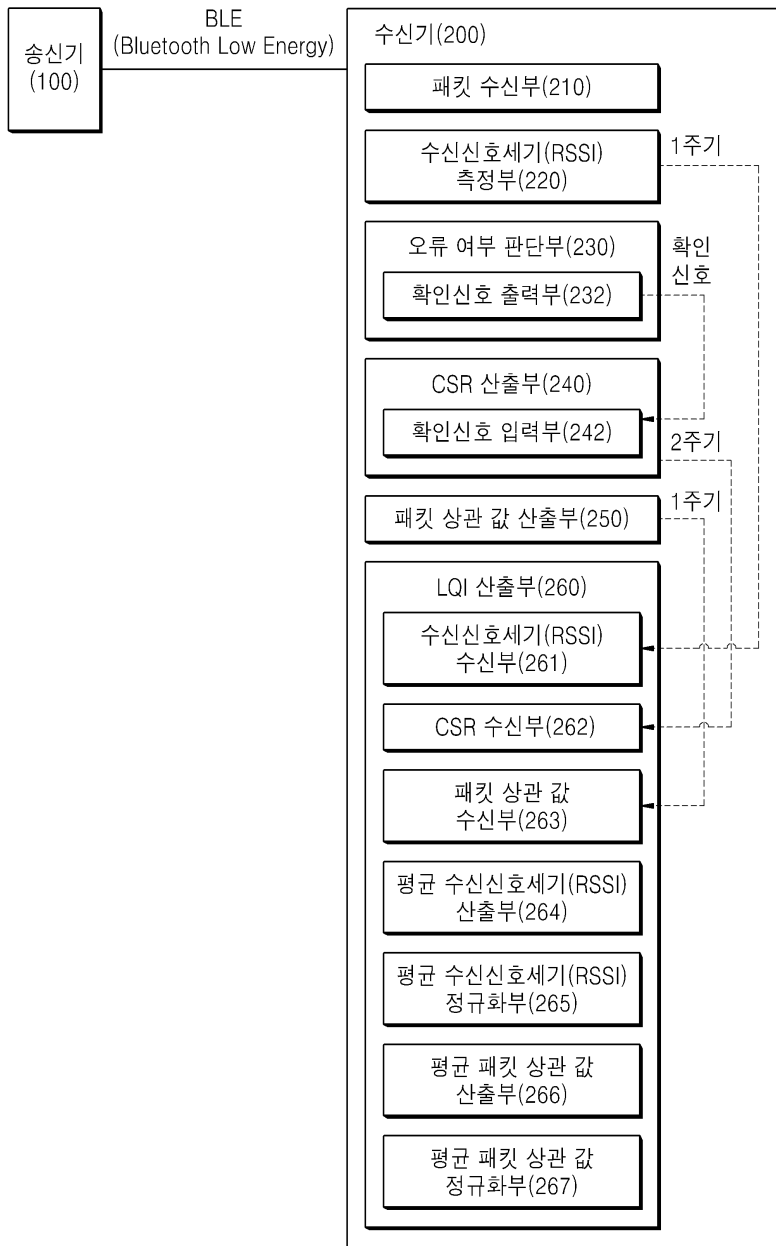 송신기
(100)
BLE
(Bluetooth Low Energy)
수신기(200)
패킷 수신부(210)
수신신호세기(RSSI)
측정부(220)
1주기
오류 여부 판단부(230)
확인신호 출력부(232)
확인
신호
CSR 산출부(240)
확인신호 입력부(242)
2주기
패킷 상관 값 산출부(250)
1주기
LQI 산출부(260)
수신신호세기(RSSI)
수신부(261)
CSR 수신부(262)
패킷 상관 값
수신부(263)
평균 수신신호세기(RSSI)
산출부(264)
평균 수신신호세기(RSSI)
정규화부(265)
평균 패킷 상관 값
산출부(266)
평균 패킷 상관 값
정규화부(267)